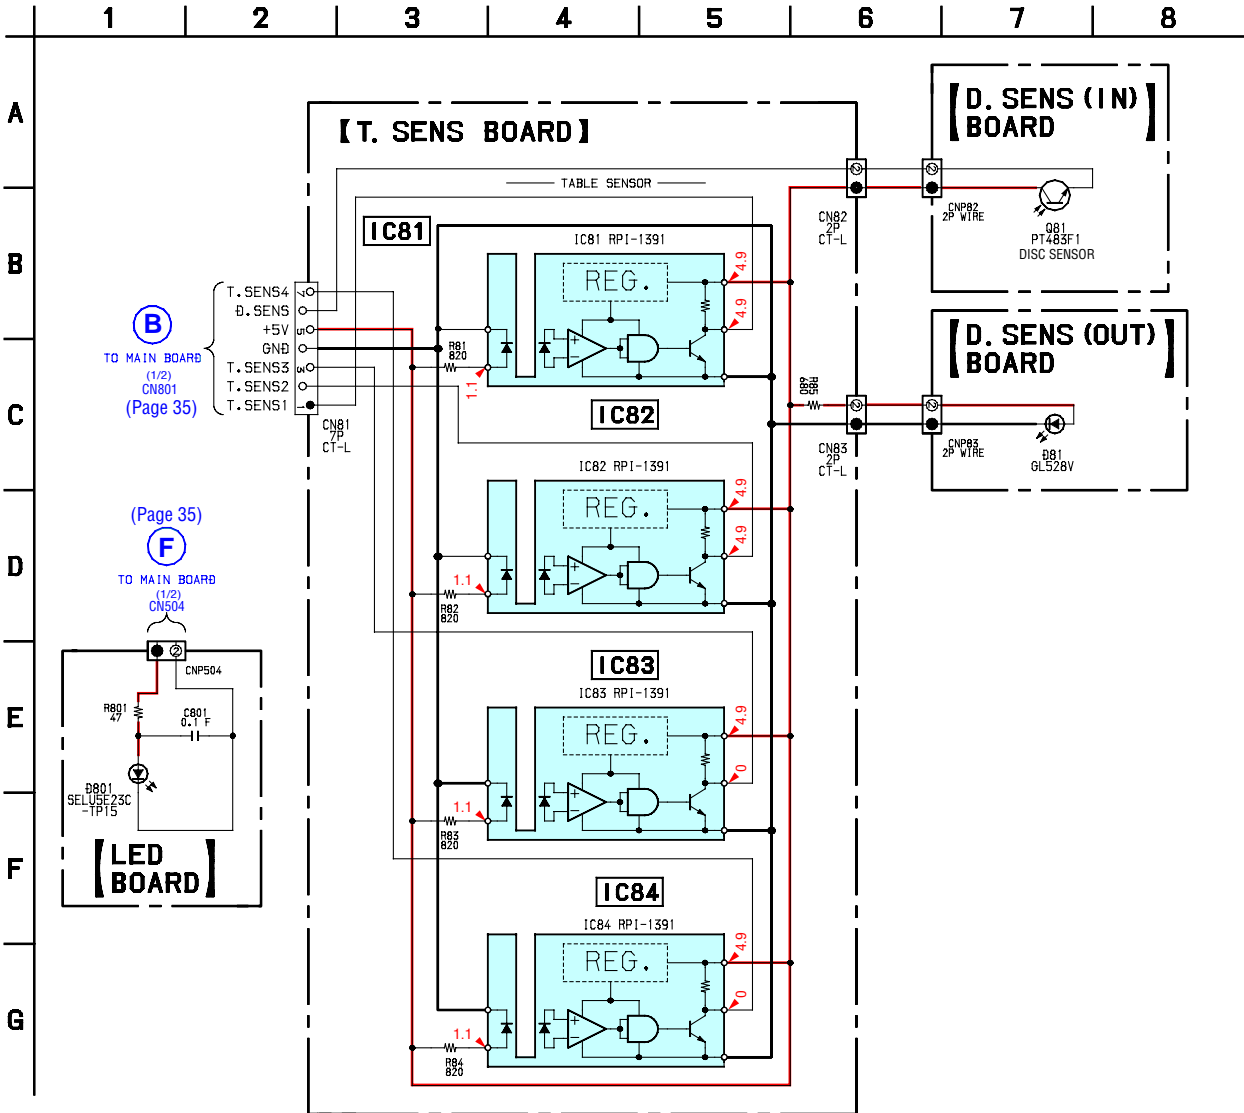 1 2 3 4 5 6 7 8
A
B
C
D
E
F
G
【T. SENS BOARD】
【D. SENS (IN)
BOARD】
TABLE SENSOR
CN82
2P
CT-L
CNP82
2P WIRE
Q81
PT483F1
DISC SENSOR
IC81
IC81 RPI-1391
REG.
4.9
4.9
T.SENS4
D.SENS
+5V
GND
T.SENS3
T.SENS2
T.SENS1
7
5
3
1
B
TO MAIN BOARD
(1/2)
CN801
(Page 35)
CN81
7P
CT-L
R81
820
1.1
【D. SENS (OUT)
BOARD】
R85
680
2
2
2
2
CN83
2P
CT-L
CNP83
2P WIRE
D81
GL528V
IC82
IC82 RPI-1391
REG.
4.9
4.9
1.1
R82
820
(Page 35)
F
TO MAIN BOARD
(1/2)
CN504
2
CNP504
R801
47
C801
0.1 F
D801
SELU5E23C
-TP15
【LED
BOARD】
IC83
IC83 RPI-1391
REG.
4.9
0
1.1
R83
820
IC84
IC84 RPI-1391
REG.
4.9
0
1.1
R84
820
+
−
+
−
+
−
+
−